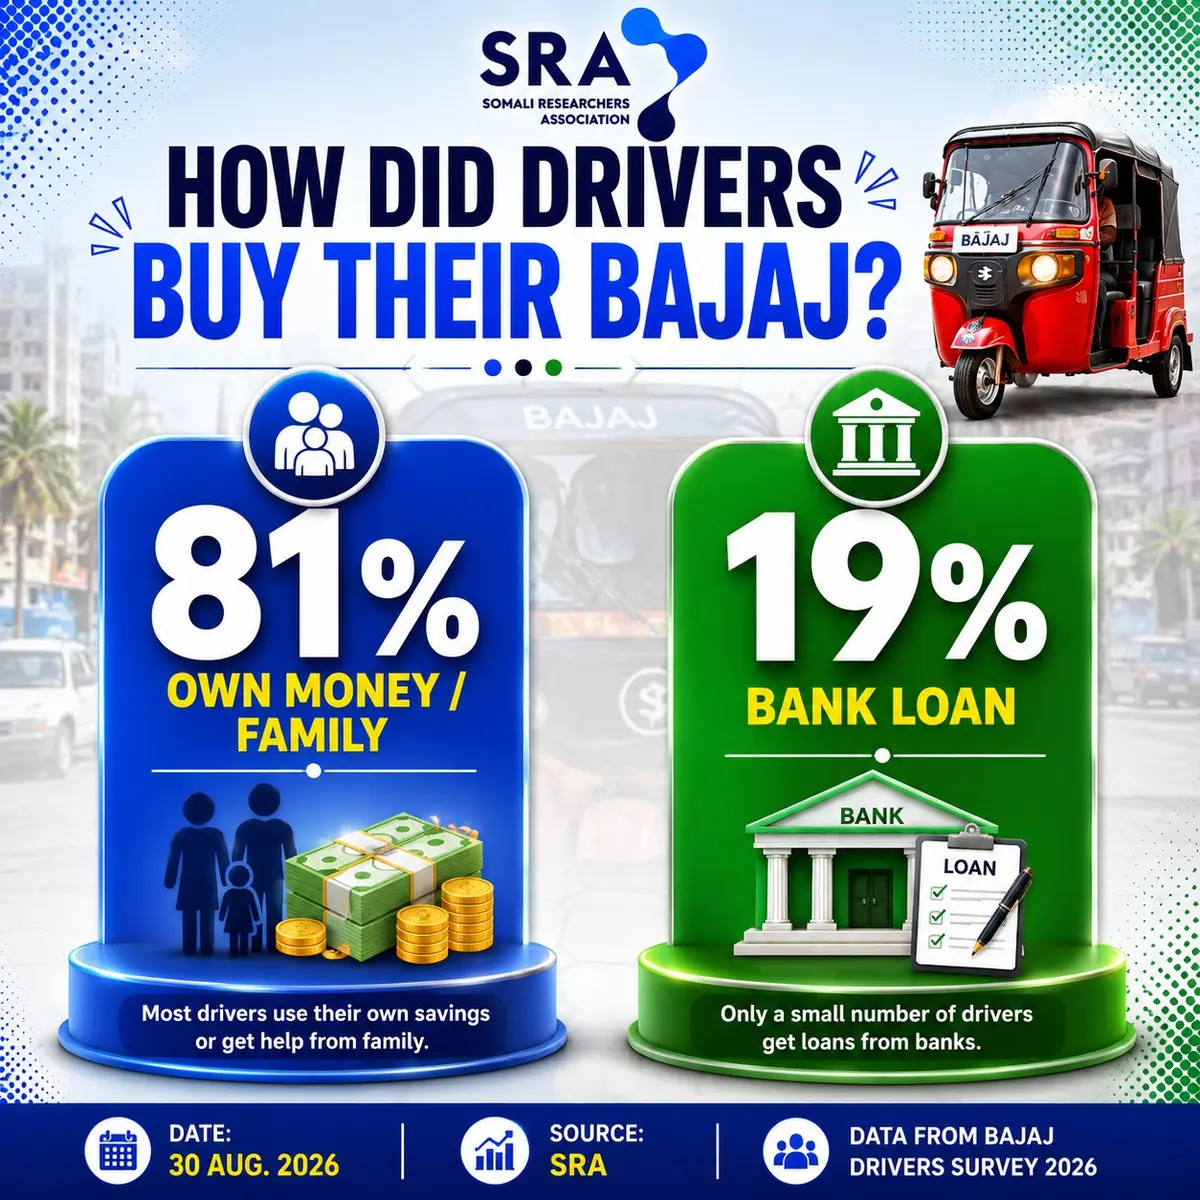 SRA
SOMALI RESEARCHERS
ASSOCIATION
HOW DID DRIVERS
BUY THEIR BAJAJ?
BAJAJ
BAJAJ
81%
OWN MONEY /
FAMILY
Most drivers use their own savings
or get help from family.
$
19%
BANK LOAN
BANK
LOAN
Only a small number of drivers
get loans from banks.
DATE:
30 AUG. 2026
SOURCE:
SRA
DATA FROM BAJAJ
DRIVERS SURVEY 2026